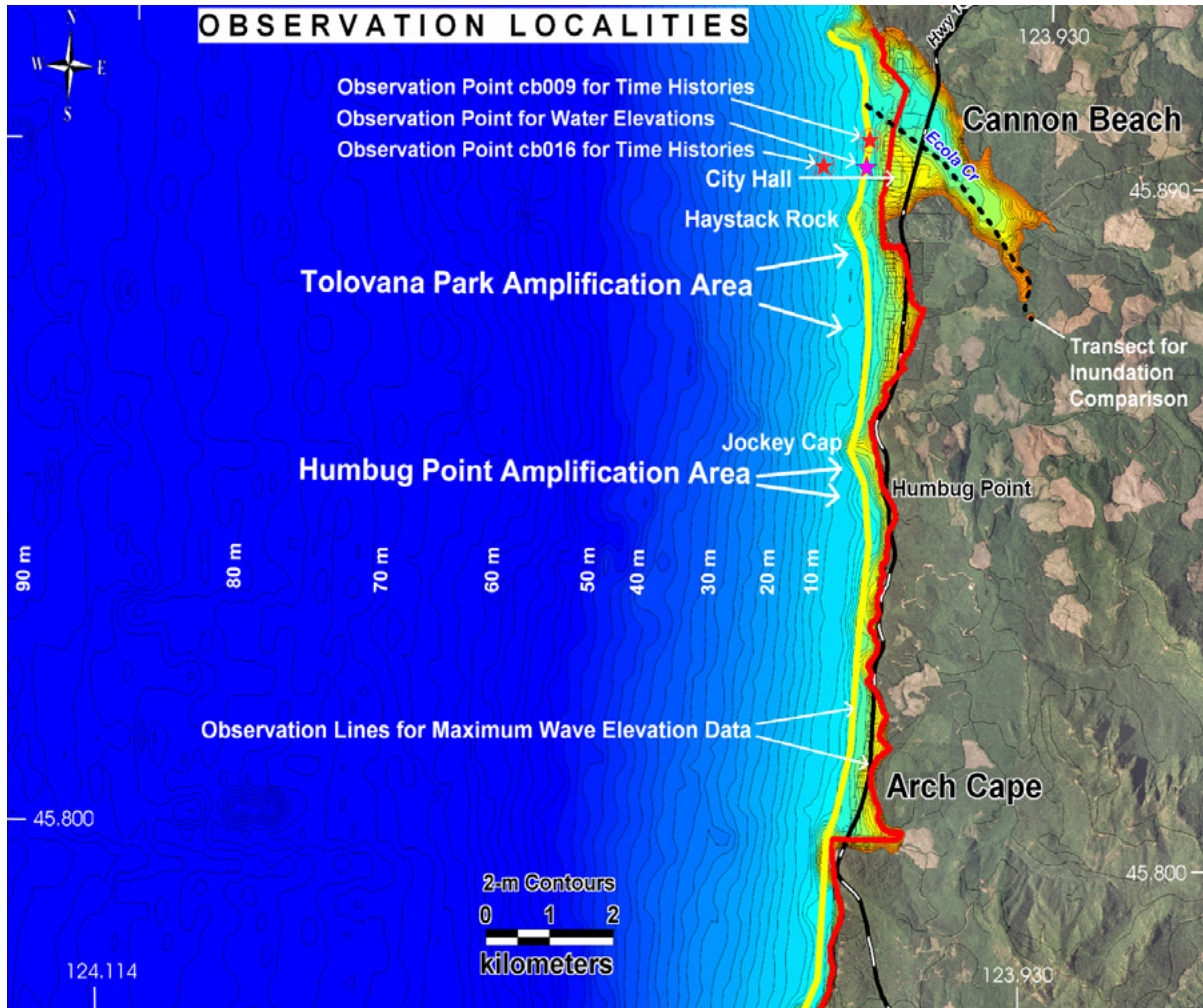 OBSERVATION LOCALITIES
N
W E
S
Hwy 10
123.930
Observation Point cb009 for Time Histories
Observation Point for Water Elevations
Observation Point cb016 for Time Histories
City Hall
Cannon Beach
Ecola Cr
45.890
Haystack Rock
Tolovana Park Amplification Area
Transect for
Inundation
Comparison
Jockey Cap
Humbug Point Amplification Area
Humbug Point
90 m
80 m
70 m
60 m
50 m
40 m
30 m
20 m
10 m
Observation Lines for Maximum Wave Elevation Data
Arch Cape
45.800
45.800
2-m Contours
0 1 2
kilometers
124.114
123.930